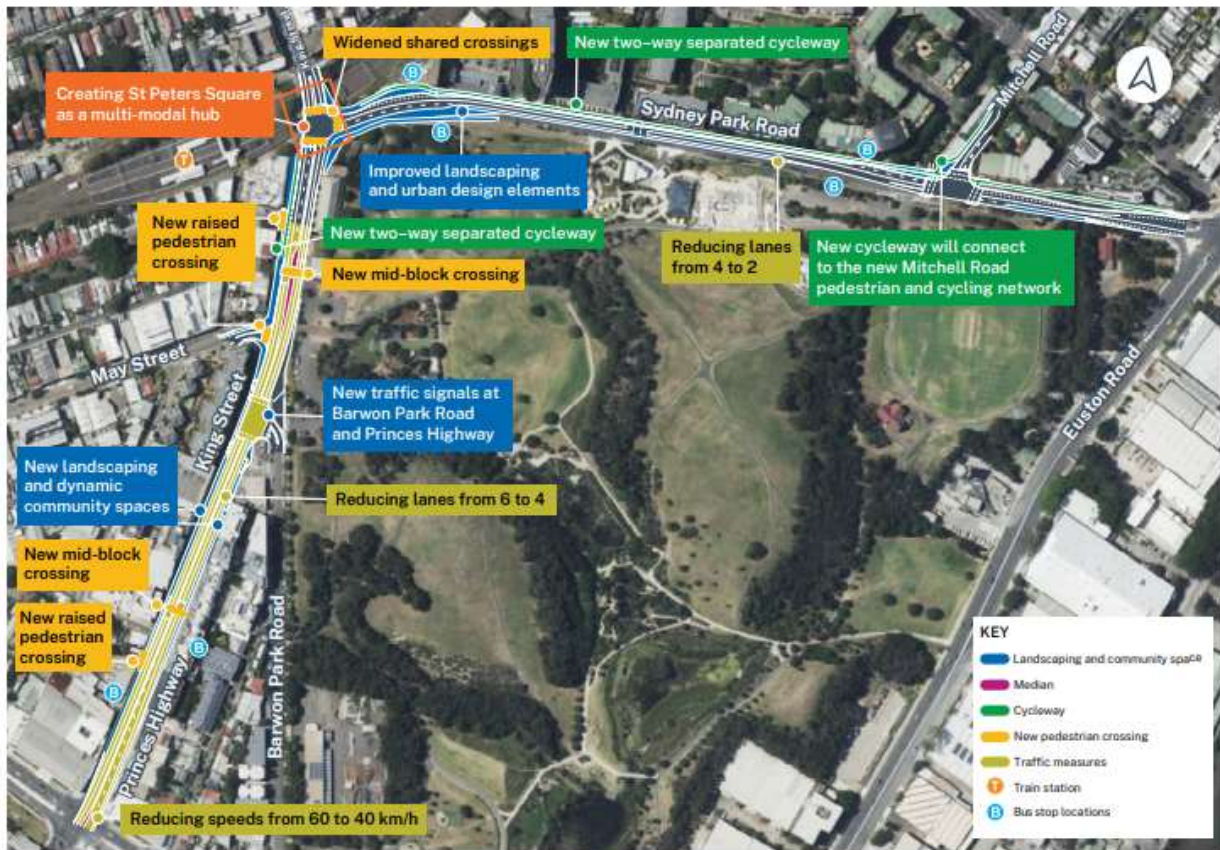 Widened shared crossings
New two–way separated cycleway
B
Mitchell Road
Creating St Peters Square
as a multi-modal hub
Sydney Park Road
B
B
T
B
Improved landscaping
and urban design elements
New raised
pedestrian
crossing
New two–way separated cycleway
New mid-block crossing
Reducing lanes
from 4 to 2
New cycleway will connect
to the new Mitchell Road
pedestrian and cycling network
May Street
King Street
New traffic signals at
Barwon Park Road
and Princes Highway
Euston Road
New landscaping
and dynamic
community spaces
Reducing lanes from 6 to 4
New mid-block
crossing
New raised
pedestrian
crossing
B
B
Princes Highway
Barwon Park Road
Reducing speeds from 60 to 40 km/h
KEY
Landscaping and community space
Median
Cycleway
New pedestrian crossing
Traffic measures
T Train station
B Bus stop locations